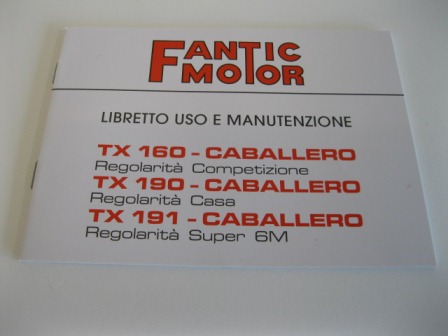 FANTIC
MOTOR
LIBRETTO USO E MANUTENZIONE
TX 160 - CABALLERO
Regolarità Competizione
TX 190 - CABALLERO
Regolarità Casa
TX 191 - CABALLERO
Regolarità Super 6M